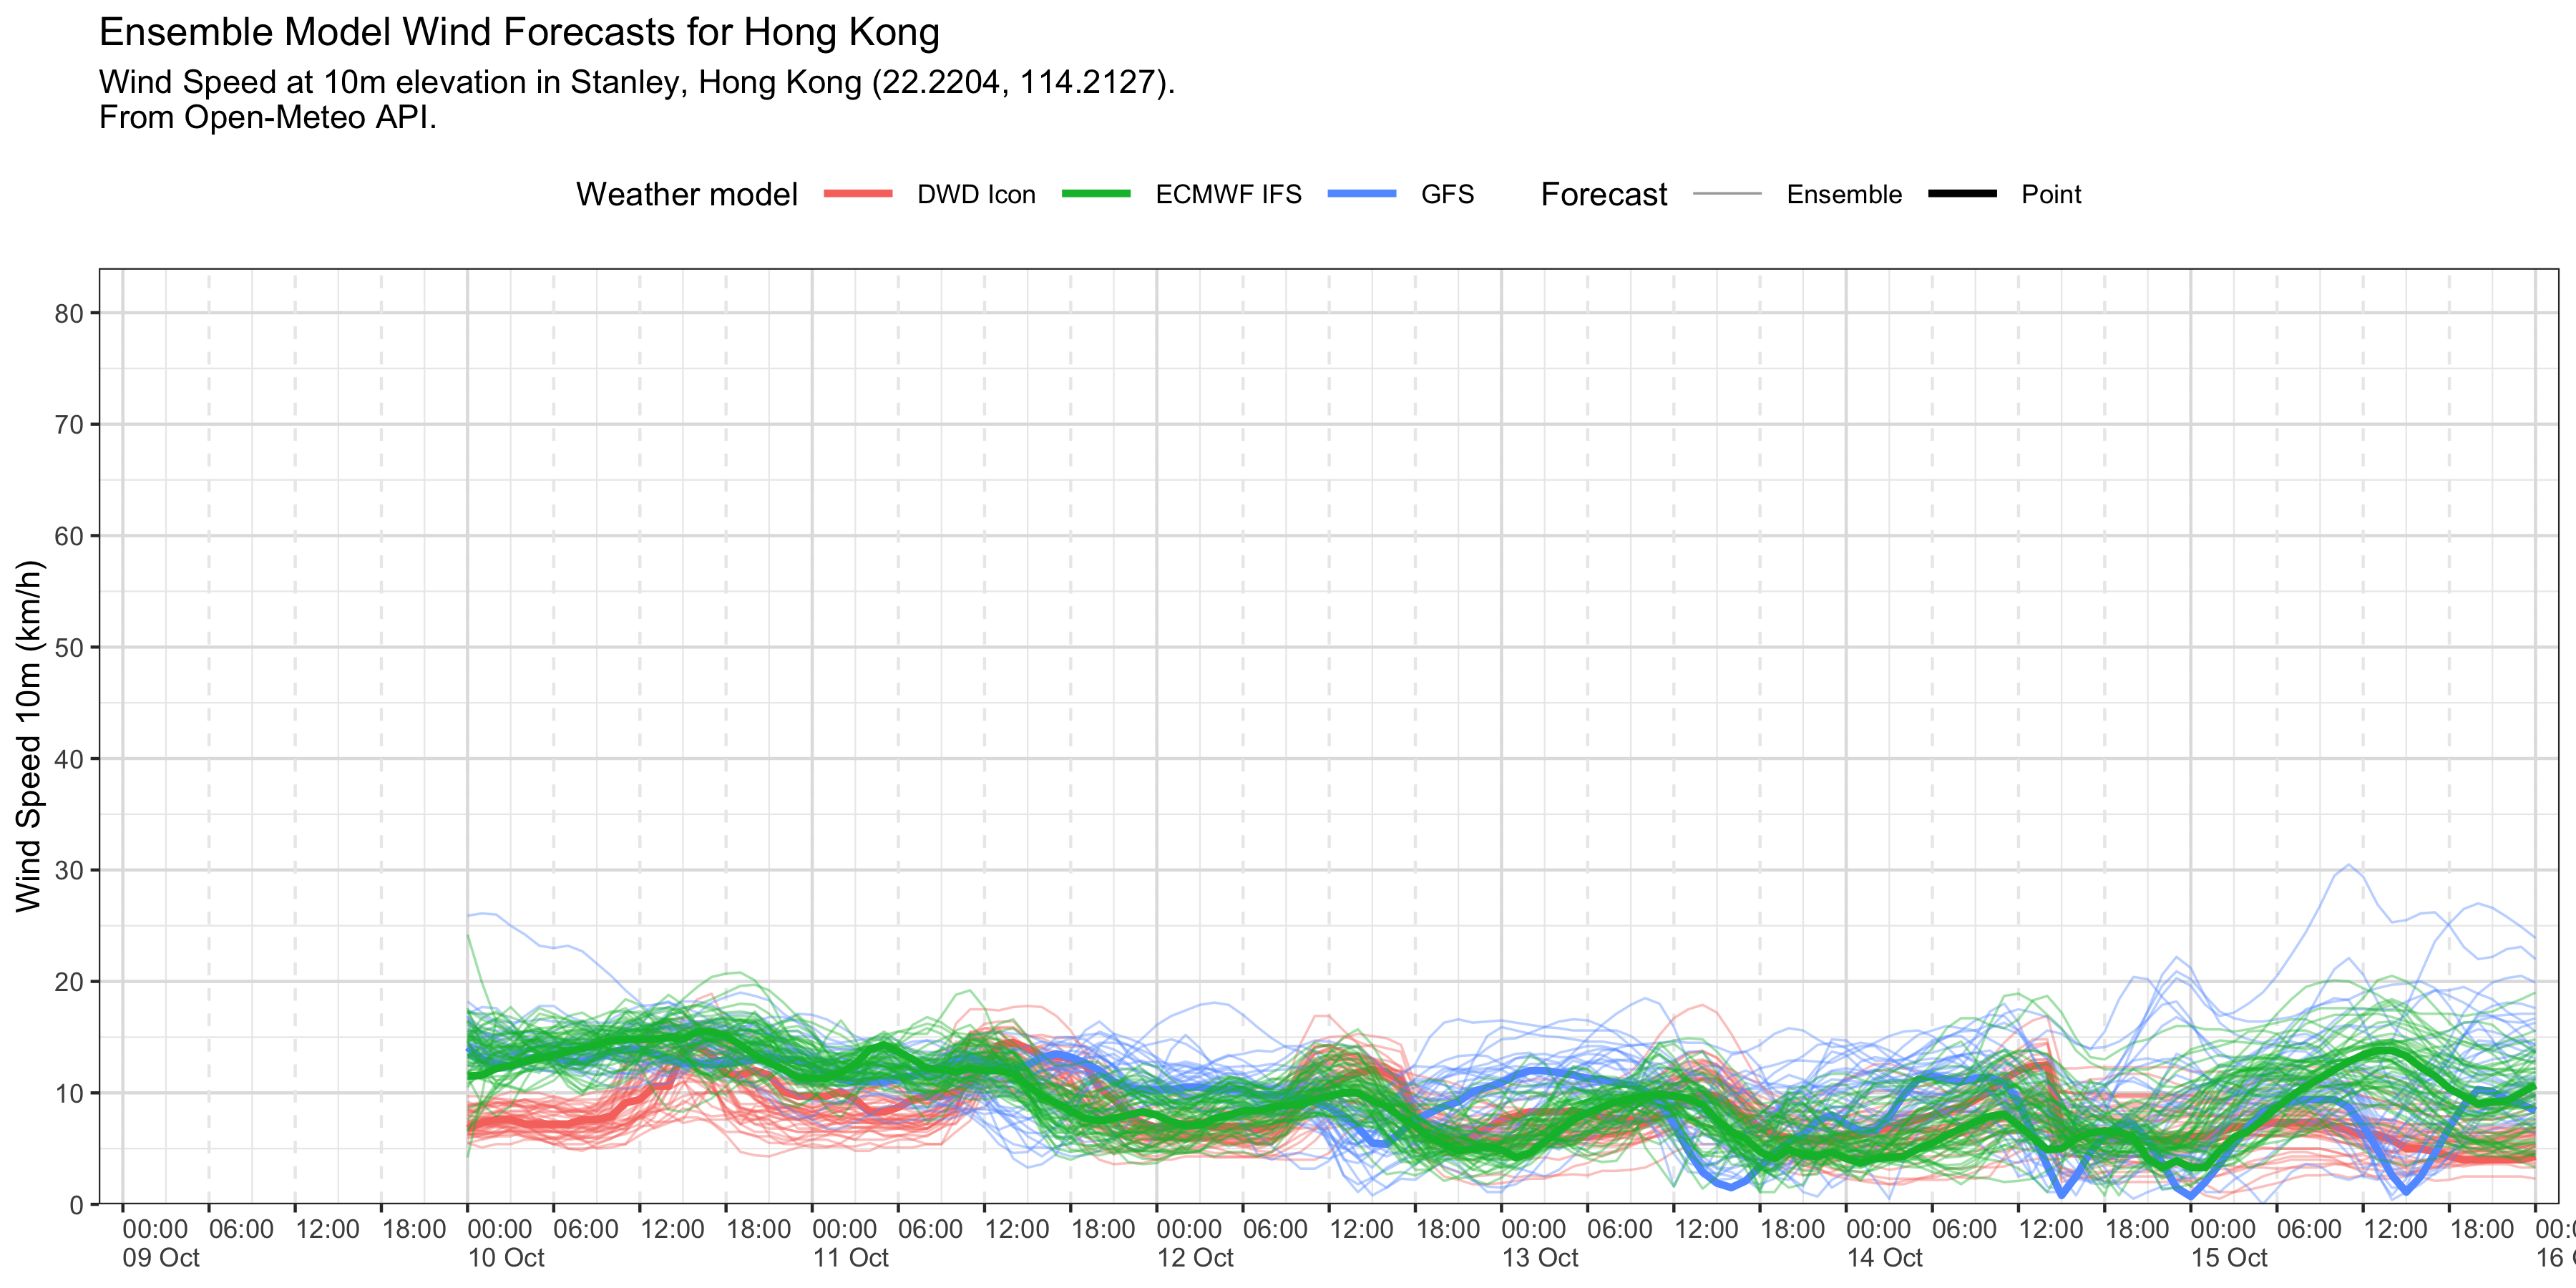 Ensemble Model Wind Forecasts for Hong Kong
Wind Speed at 10m elevation in Stanley, Hong Kong (22.2204, 114.2127).
From Open-Meteo API.
Weather model DWD Icon ECMWF IFS GFS Forecast Ensemble Point
Wind Speed 10m (km/h)
80
70
60
50
40
30
20
10
0
00:00 06:00 12:00 18:00 00:00 06:00 12:00 18:00 00:00 06:00 12:00 18:00 00:00 06:00 12:00 18:00 00:00 06:00 12:00 18:00 00:00 06:00 12:00 18:00 00:00 06:00 12:00 18:00
09 Oct 10 Oct 11 Oct 12 Oct 13 Oct 14 Oct 15 Oct 16